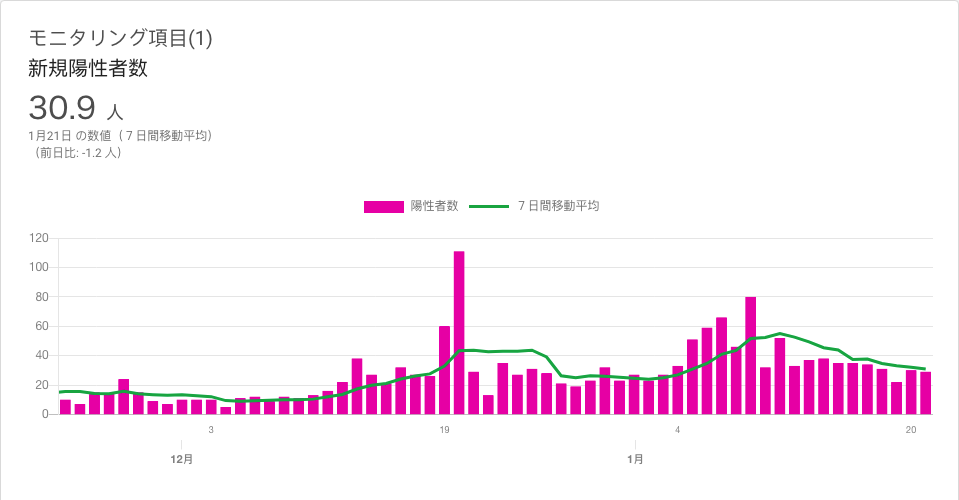 モニタリング項目(1)
新規陽性者数
30.9 人
1月21日 の数値（７日間移動平均）
（前日比: -1.2 人）
陽性者数 ７日間移動平均
120
100
80
60
40
20
0
3 19 4 20
12月 1月